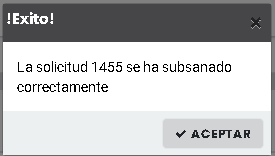 !Exito!
×
La solicitud 1455 se ha subsanado
correctamente
✔ ACEPTAR